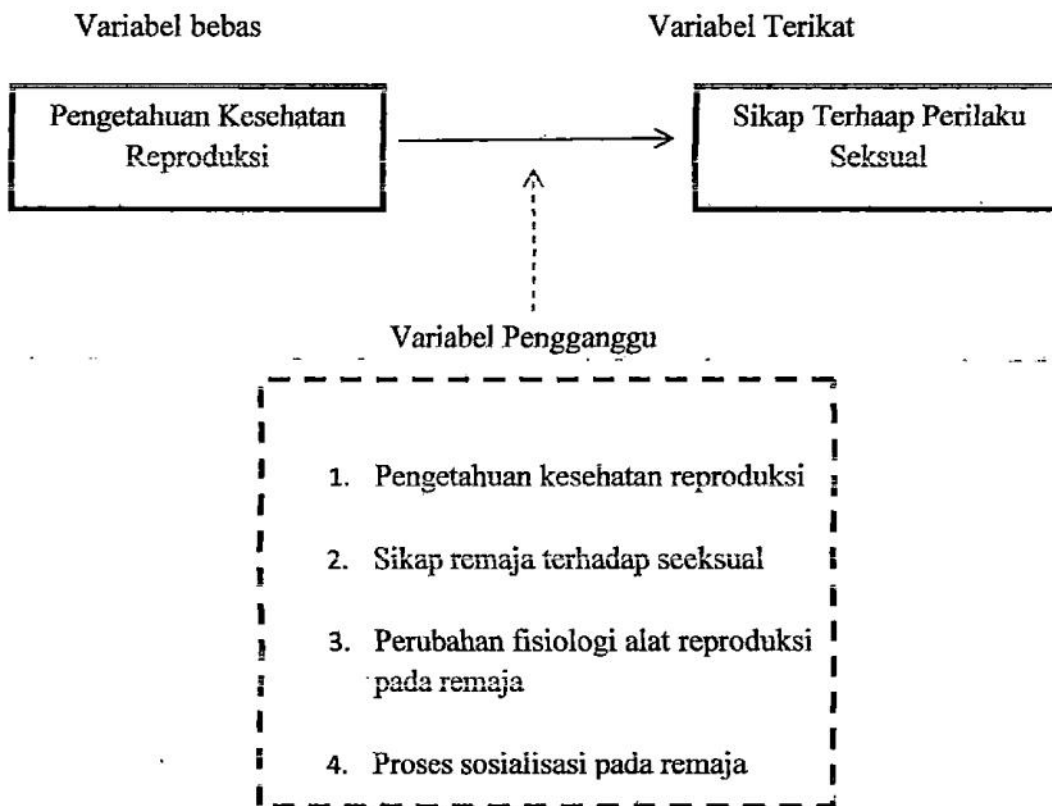 Variabel bebas
Variabel Terikat
Pengetahuan Kesehatan
Reproduksi
Sikap Terhaap Perilaku
Seksual
Variabel Pengganggu
1. Pengetahuan kesehatan reproduksi
2. Sikap remaja terhadap seeksual
3. Perubahan fisiologi alat reproduksi
pada remaja
4. Proses sosialisasi pada remaja